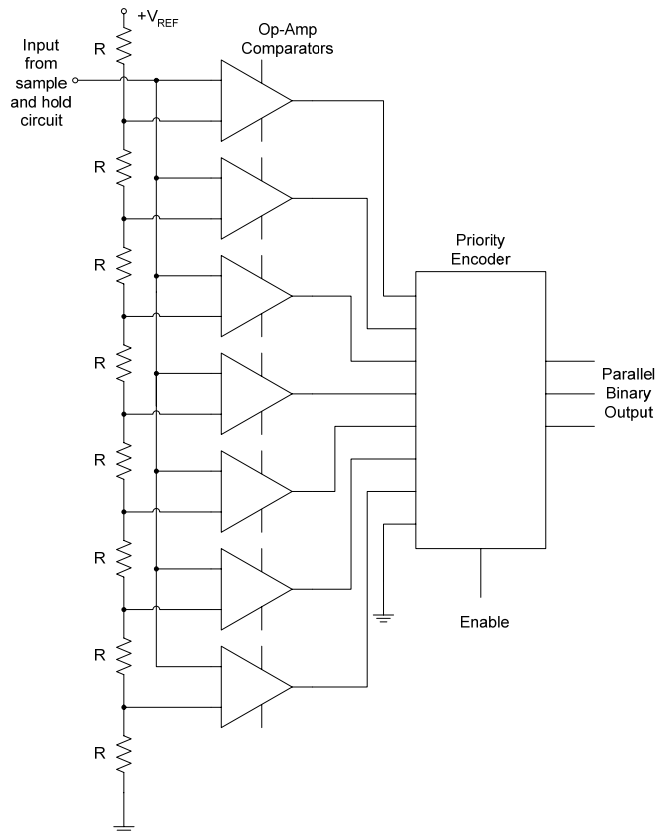 +VREF
Op-Amp
Comparators
Input
from
sample
and hold
circuit
R
R
R
R
R
R
R
R
Priority
Encoder
Parallel
Binary
Output
Enable